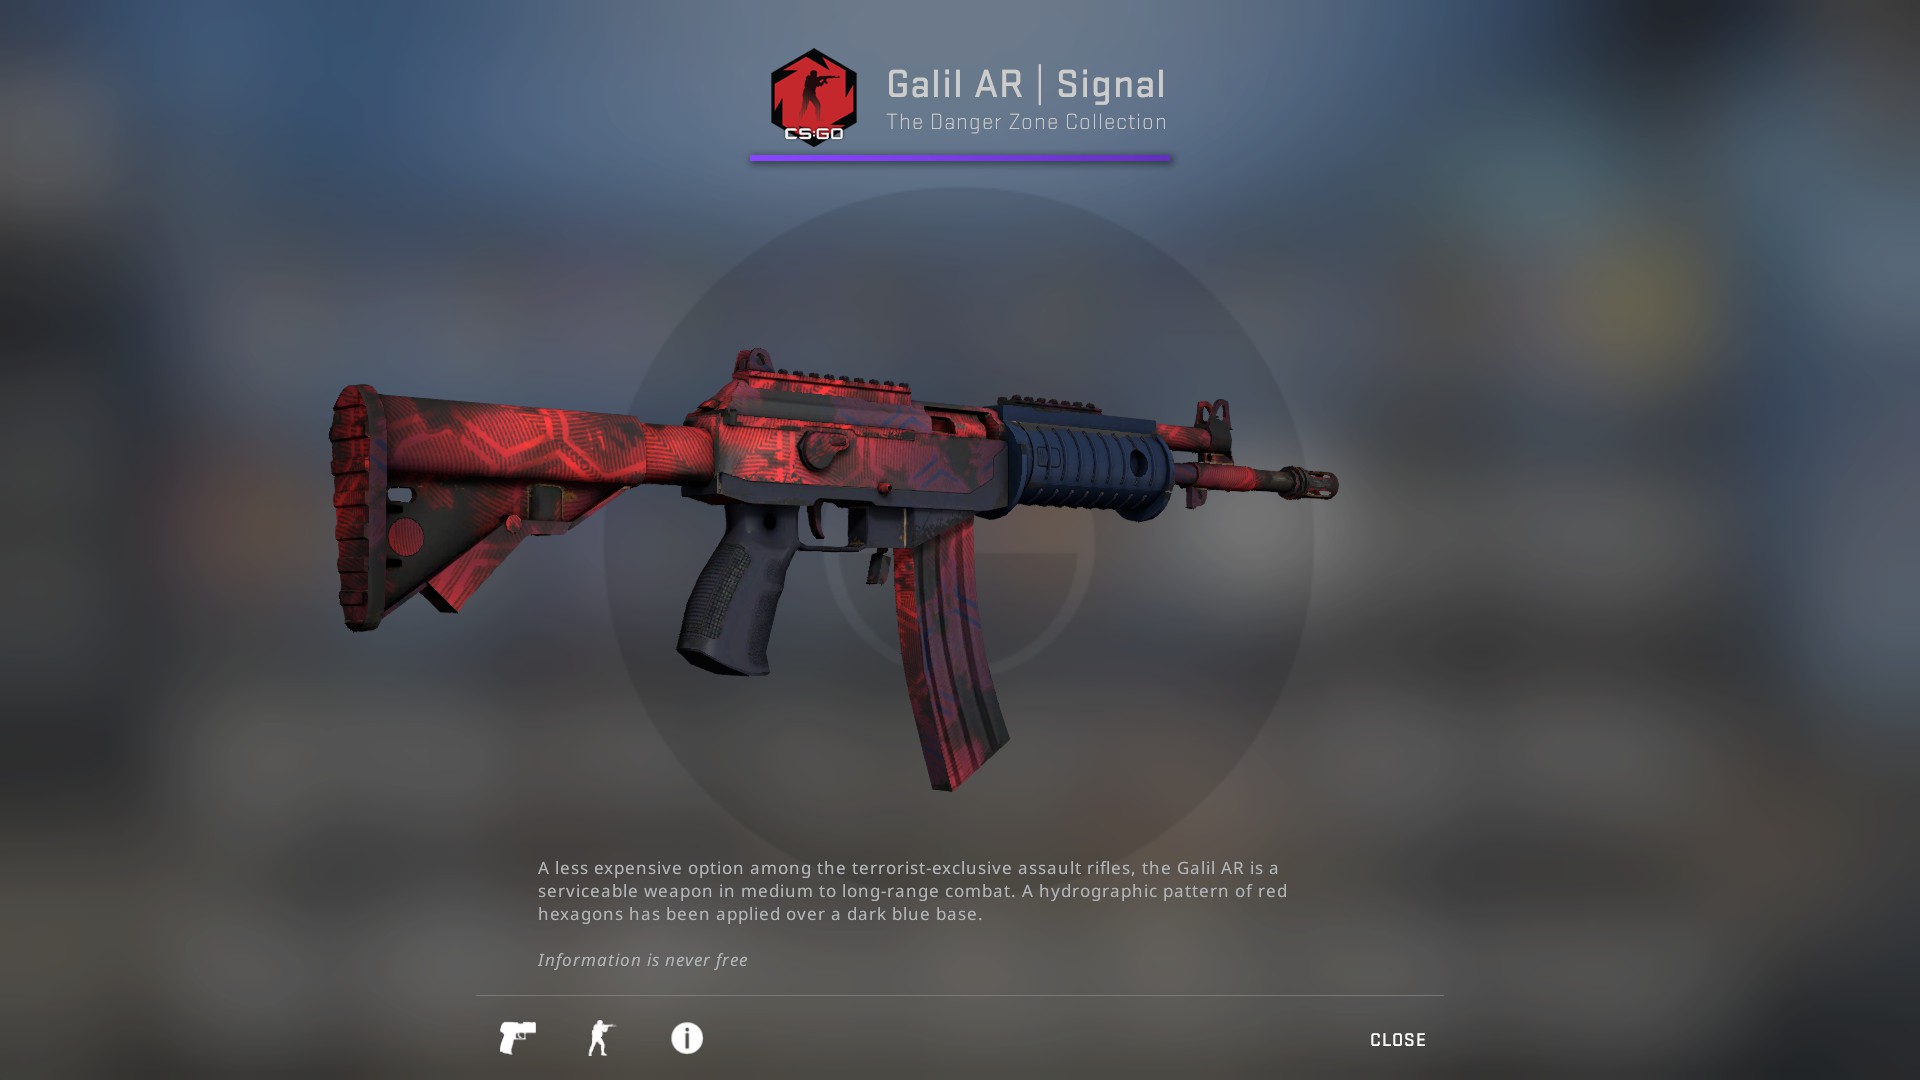 CS:GO
Galil AR | Signal
The Danger Zone Collection
A less expensive option among the terrorist-exclusive assault rifles, the Galil AR is a
serviceable weapon in medium to long-range combat. A hydrographic pattern of red
hexagons has been applied over a dark blue base.
Information is never free
CLOSE